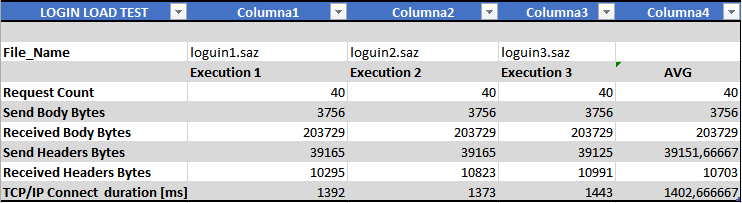 LOGIN LOAD TEST Columna1 Columna2 Columna3 Columna4
File_Name loguin1.saz loguin2.saz loguin3.saz
Execution 1 Execution 2 Execution 3 AVG
Request Count 40 40 40 40
Send Body Bytes 3756 3756 3756 3756
Received Body Bytes 203729 203729 203729 203729
Send Headers Bytes 39165 39165 39125 39151,66667
Received Headers Bytes 10295 10823 10991 10703
TCP/IP Connect duration [ms] 1392 1373 1443 1402,666667